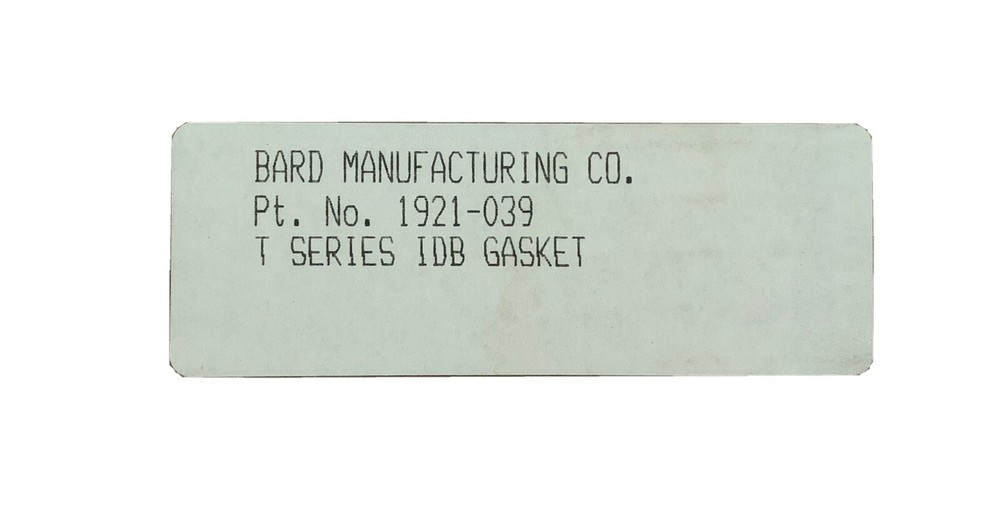 BARD MANUFACTURING CO.
Pt. No. 1921-039
T SERIES IDB GASKET